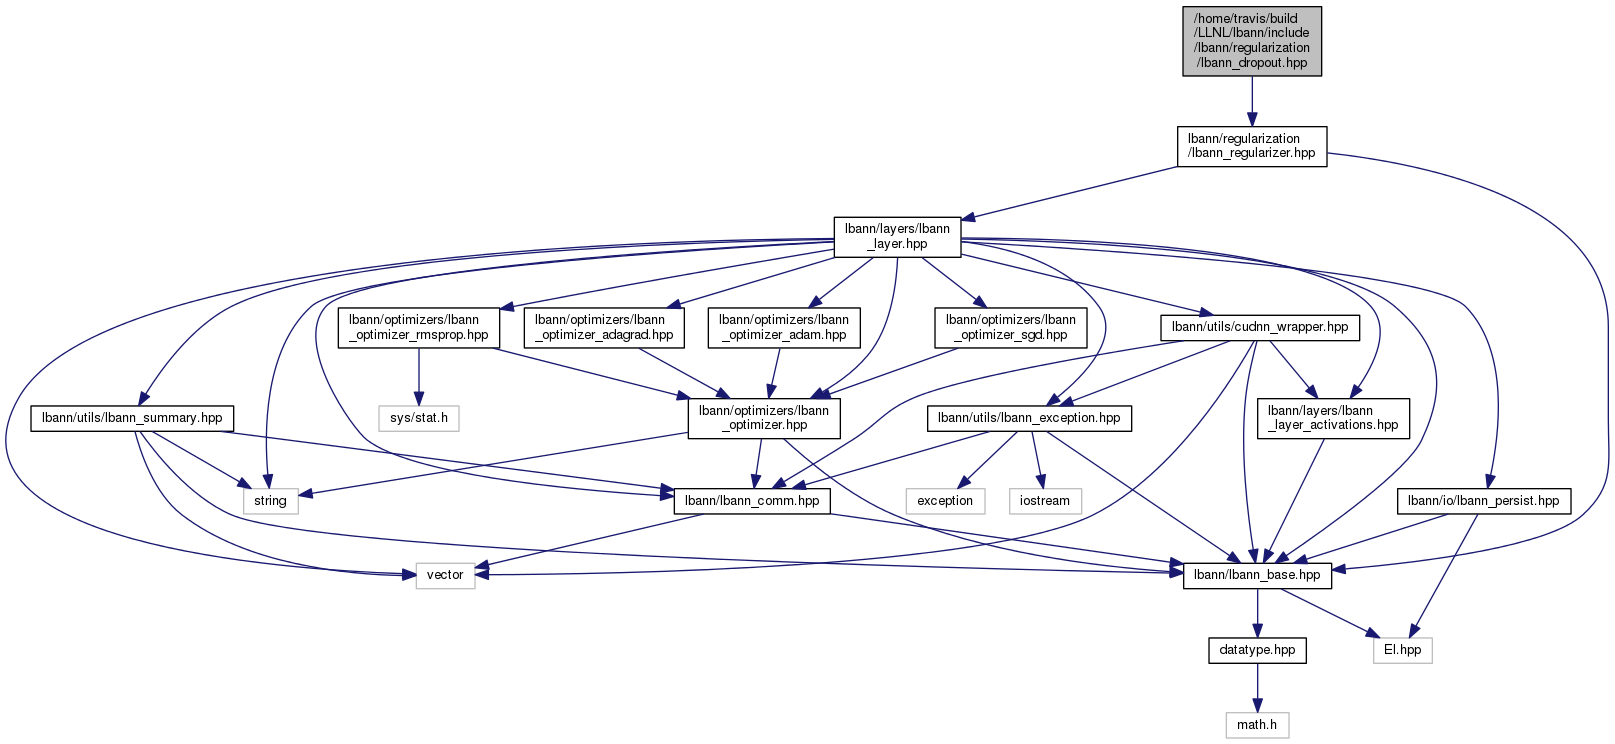 /home/travis/build
/LLNL/lbann/include
/lbann/regularization
/lbann_dropout.hpp
lbann/regularization
/lbann_regularizer.hpp
lbann/layers/lbann
_layer.hpp
lbann/optimizers/lbann
_optimizer_rmsprop.hpp
lbann/optimizers/lbann
_optimizer_adagrad.hpp
lbann/optimizers/lbann
_optimizer_adam.hpp
lbann/optimizers/lbann
_optimizer_sgd.hpp
lbann/utils/cudnn_wrapper.hpp
lbann/utils/lbann_summary.hpp
sys/stat.h
lbann/optimizers/lbann
_optimizer.hpp
lbann/utils/lbann_exception.hpp
lbann/layers/lbann
_layer_activations.hpp
string
lbann/lbann_comm.hpp
exception
iostream
lbann/io/lbann_persist.hpp
vector
lbann/lbann_base.hpp
datatype.hpp
El.hpp
math.h